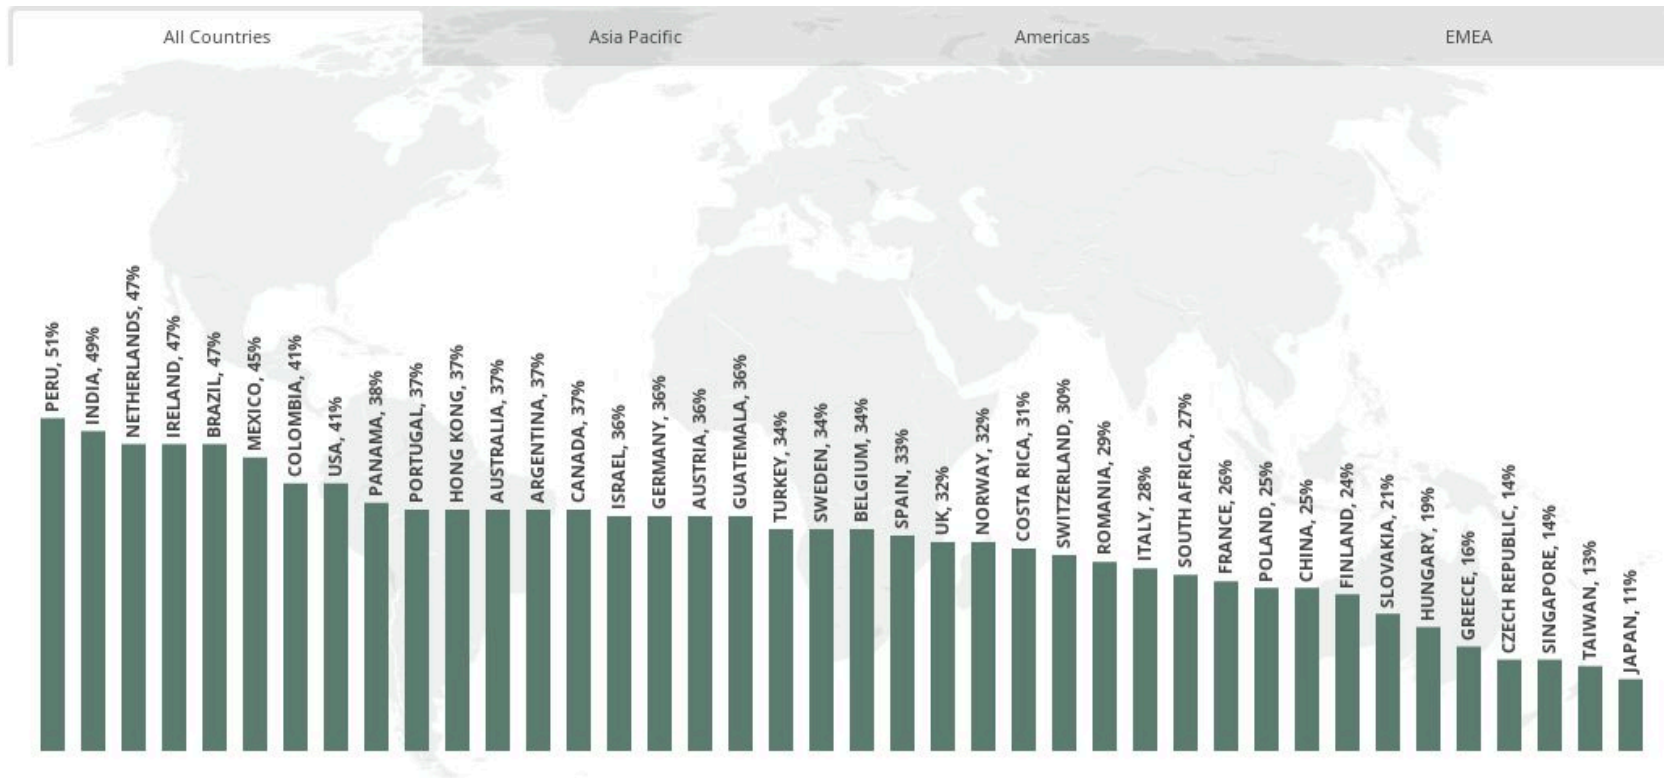 All Countries
Asia Pacific
Americas
EMEA
PERU, 51%
INDIA, 49%
NETHERLANDS, 47%
IRELAND, 47%
BRAZIL, 47%
MEXICO, 45%
COLOMBIA, 41%
USA, 41%
PANAMA, 38%
PORTUGAL, 37%
HONG KONG, 37%
AUSTRALIA, 37%
ARGENTINA, 37%
CANADA, 37%
ISRAEL, 36%
GERMANY, 36%
AUSTRIA, 36%
GUATEMALA, 36%
TURKEY, 34%
SWEDEN, 34%
BELGIUM, 34%
SPAIN, 33%
UK, 32%
NORWAY, 32%
COSTA RICA, 31%
SWITZERLAND, 30%
ROMANIA, 29%
ITALY, 28%
SOUTH AFRICA, 27%
FRANCE, 26%
POLAND, 25%
CHINA, 25%
FINLAND, 24%
SLOVAKIA, 21%
HUNGARY, 19%
GREECE, 16%
CZECH REPUBLIC, 14%
SINGAPORE, 14%
TAIWAN, 13%
JAPAN, 11%